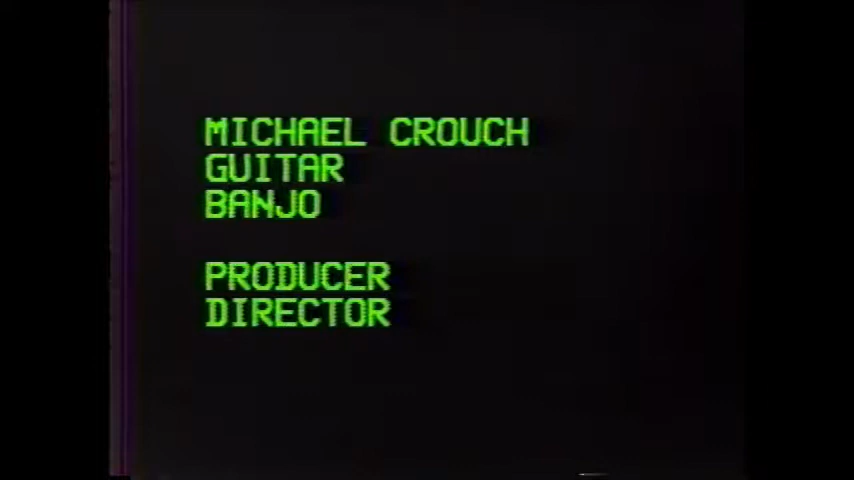 MICHAEL CROUCH
GUITAR
BANJO
PRODUCER
DIRECTOR